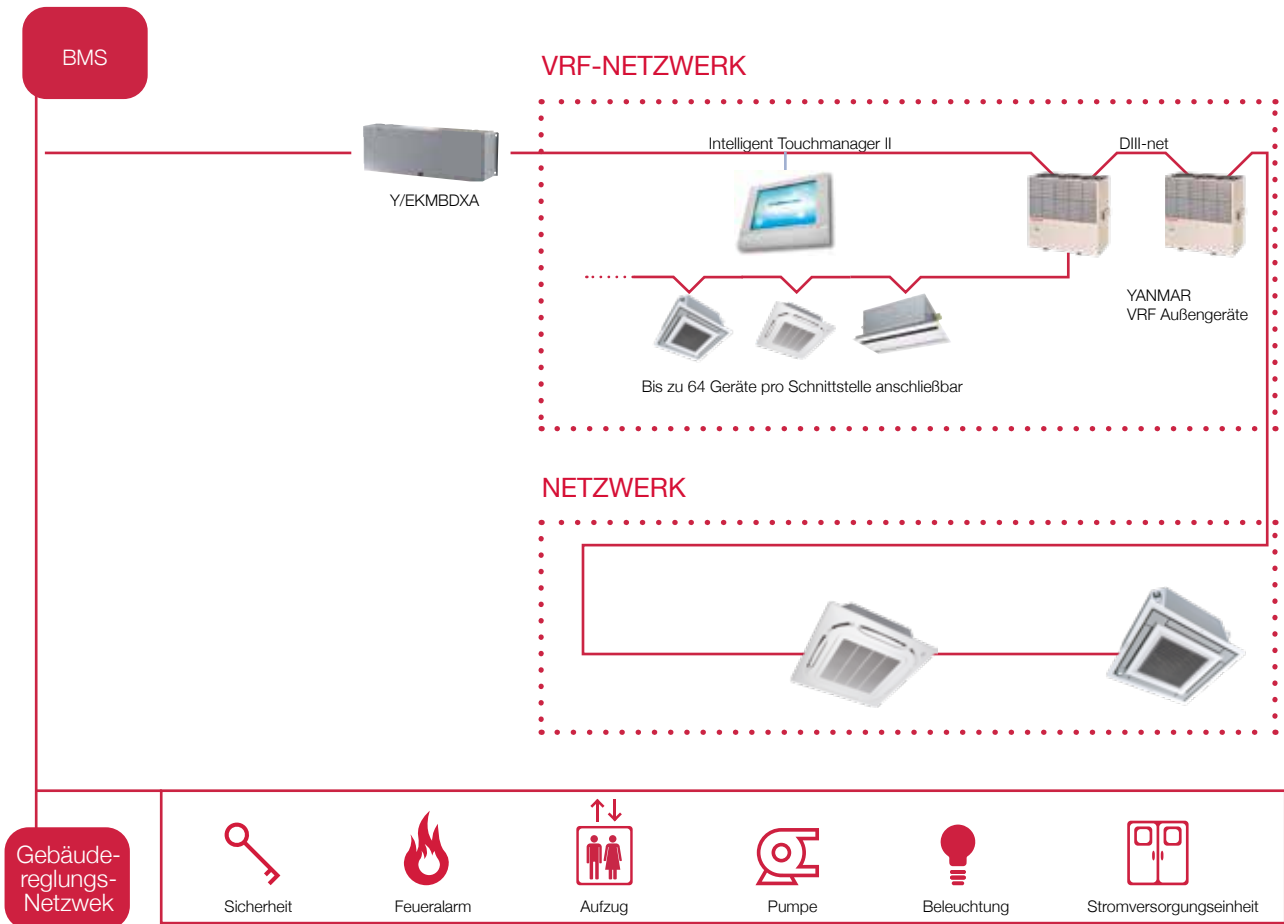 BMS
VRF-NETZWERK
Intelligent Touchmanager II
DIII-net
Y/EKMBDXA
YANMAR
VRF Außengeräte
Bis zu 64 Geräte pro Schnittstelle anschließbar
NETZWERK
Gebäude-
reglungs-
Netzwek
Sicherheit
Feueralarm
Aufzug
Pumpe
Beleuchtung
Stromversorgungseinheit